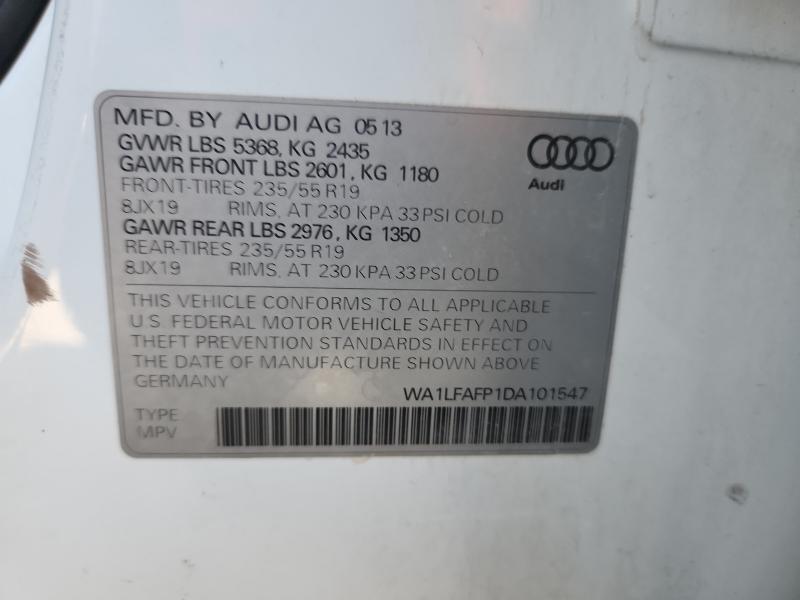 MFD. BY AUDI AG 05 13
GVWR LBS 5368, KG 2435
GAWR FRONT LBS 2601, KG 1180
FRONT-TIRES 235/55 R19
8JX19 RIMS, AT 230 KPA 33 PSI COLD
GAWR REAR LBS 2976, KG 1350
REAR-TIRES 235/55 R19
8JX19 RIMS, AT 230 KPA 33 PSI COLD
Audi
THIS VEHICLE CONFORMS TO ALL APPLICABLE
U.S. FEDERAL MOTOR VEHICLE SAFETY AND
THEFT PREVENTION STANDARDS IN EFFECT ON
THE DATE OF MANUFACTURE SHOWN ABOVE
GERMANY WA1LFAFP1DA101547
TYPE
MPV